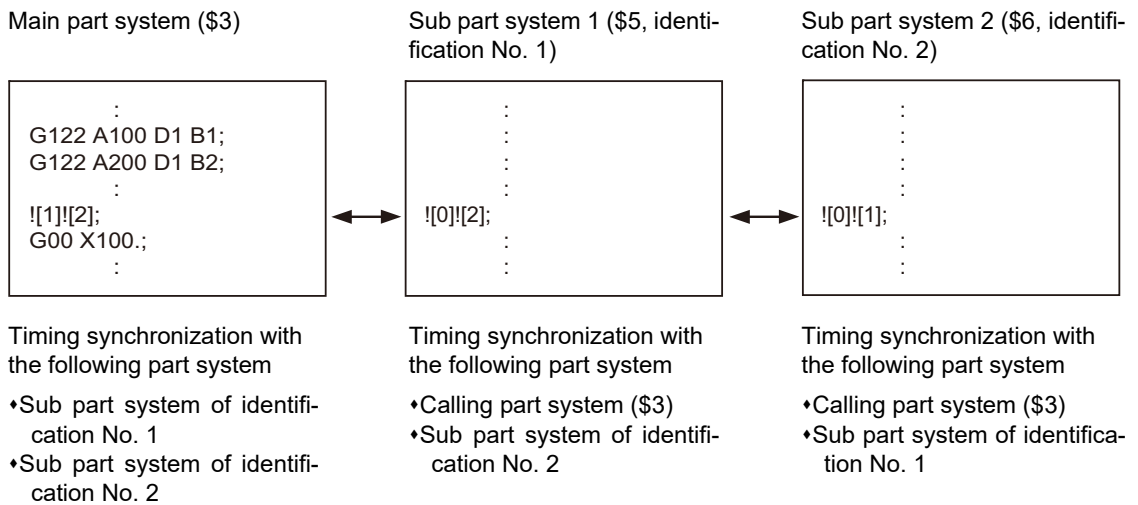 Main part system ($3)
:
G122 A100 D1 B1;
G122 A200 D1 B2;
:
![1]![2];
G00 X100.;
:
Timing synchronization with
the following part system
⬧Sub part system of identifi-
cation No. 1
⬧Sub part system of identifi-
cation No. 2
Sub part system 1 ($5, identi-
fication No. 1)
:
:
:
:
![0]![2];
:
:
Timing synchronization with
the following part system
⬧Calling part system ($3)
⬧Sub part system of identifi-
cation No. 2
Sub part system 2 ($6, identifi-
cation No. 2)
:
:
:
:
![0]![1];
:
:
Timing synchronization with
the following part system
⬧Calling part system ($3)
⬧Sub part system of identifica-
tion No. 1